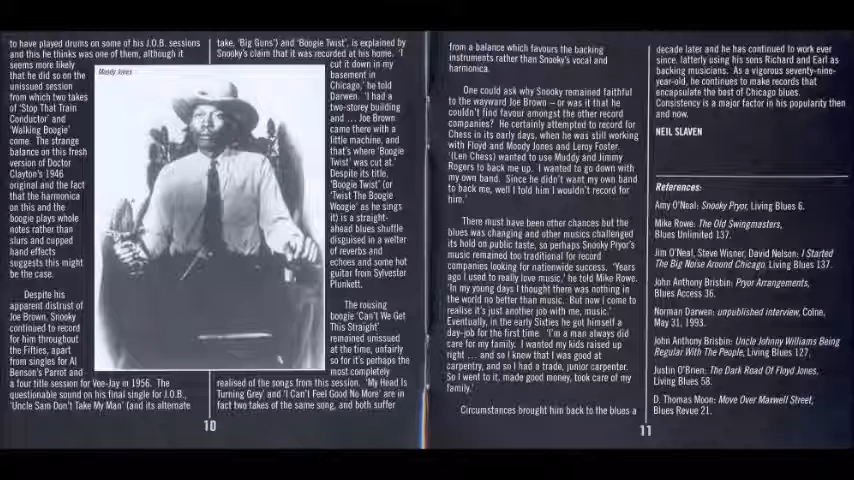 to have played drums on some of his J.O.B. sessions
and this he thinks was one of them, although it
seems more likely
that he did so on the
unissued session
from which two takes
of 'Stop That Train
Conductor' and
'Walking Boogie'
come. The strange
balance on this fresh
version of Doctor
Clayton's 1946
original and the fact
that the harmonica
on this and the
boogie plays whole
notes rather than
slurs and cupped
hand effects
suggests this might
be the case.
Despite his
apparent distrust of
Joe Brown, Snooky
continued to record
for him throughout
the Fifties, apart
from singles for Al
Benson's Parrot and
a four title session for Vee-Jay in 1956. The
questionable sound on his final single for J.O.B.,
'Uncle Sam Don't Take My Man' (and its alternate
Moody Jones
take, 'Big Guns') and 'Boogie Twist', is explained by
Snooky's claim that it was recorded at his home. 'I
cut it down in my
basement in
Chicago,' he told
Darwen. 'I had a
two-storey building
and ... Joe Brown
came there with a
little machine, and
that's where 'Boogie
Twist' was cut at.'
Despite its title,
'Boogie Twist' (or
'Twist The Boogie
Woogie' as he sings
it) is a straight-
ahead blues shuffle
disguised in a welter
of reverbs and
echoes and some hot
guitar from Sylvester
Plunkett.
The rousing
boogie 'Can't We Get
This Straight'
remained unissued
at the time, unfairly
so for it's perhaps the
most completely
realised of the songs from this session. 'My Head Is
Turning Grey' and 'I Can't Feel Good No More' are in
fact two takes of the same song, and both suffer
10
from a balance which favours the backing
instruments rather than Snooky's vocal and
harmonica.
One could ask why Snooky remained faithful
to the wayward Joe Brown – or was it that he
couldn't find favour amongst the other record
companies? He certainly attempted to record for
Chess in its early days, when he was still working
with Floyd and Moody Jones and Leroy Foster.
'(Len Chess) wanted to use Muddy and Jimmy
Rogers to back me up. I wanted to go down with
my own band. Since he didn't want my own band
to back me, well I told him I wouldn't record for
him.'
There must have been other chances but the
blues was changing and other musics challenged
its hold on public taste, so perhaps Snooky Pryor's
music remained too traditional for record
companies looking for nationwide success. 'Years
ago I used to really love music,' he told Mike Rowe.
'In my young days I thought there was nothing in
the world no better than music. But now I come to
realise it's just another job with me, music.'
Eventually, in the early Sixties he got himself a
day-job for the first time. 'I'm a man always did
care for my family. I wanted my kids raised up
right ... and so I knew that I was good at
carpentry, and so I had a trade, junior carpenter.
So I went to it, made good money, took care of my
family.'
Circumstances brought him back to the blues a
11
decade later and he has continued to work ever
since, latterly using his sons Richard and Earl as
backing musicians. As a vigorous seventy-nine-
year-old, he continues to make records that
encapsulate the best of Chicago blues.
Consistency is a major factor in his popularity then
and now.
NEIL SLAVEN
References:
Amy O'Neal: Snooky Pryor, Living Blues 6.
Mike Rowe: The Old Swingmasters,
Blues Unlimited 137.
Jim O'Neal, Steve Wisner, David Nelson: I Started
The Big Noise Around Chicago, Living Blues 137.
John Anthony Brisbin: Pryor Arrangements,
Blues Access 36.
Norman Darwen: unpublished interview, Colne,
May 31, 1993.
John Anthony Brisbin: Uncle Johnny Williams Being
Regular With The People, Living Blues 127.
Justin O'Brien: The Dark Road Of Floyd Jones,
Living Blues 58.
D. Thomas Moon: Move Over Maxwell Street,
Blues Revue 21.